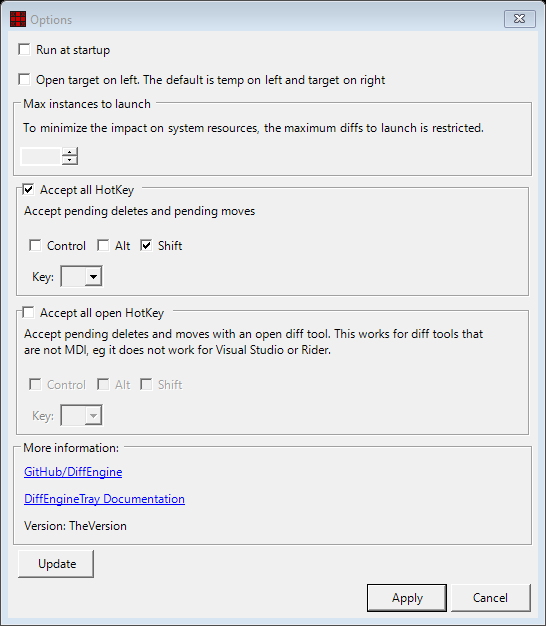 Options
Run at startup
Open target on left. The default is temp on left and target on right
Max instances to launch
To minimize the impact on system resources, the maximum diffs to launch is restricted.
Accept all HotKey
Accept pending deletes and pending moves
Control Alt Shift
Key:
Accept all open HotKey
Accept pending deletes and moves with an open diff tool. This works for diff tools that
are not MDI, eg it does not work for Visual Studio or Rider.
Control Alt Shift
Key:
More information:
GitHub/DiffEngine
DiffEngineTray Documentation
Version: TheVersion
Update
Apply Cancel